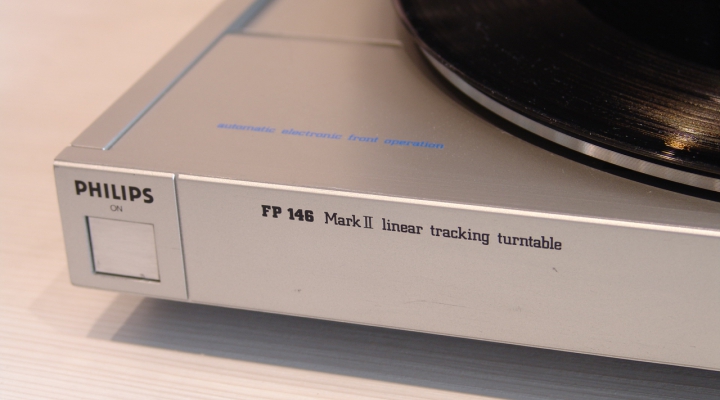 automatic electronic front operation
PHILIPS
ON
FP 146 Mark II linear tracking turntable